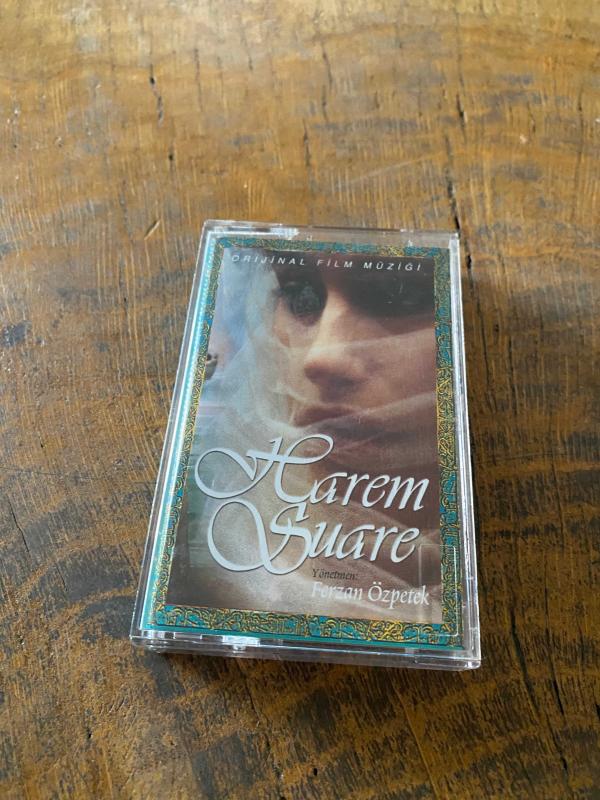 ORİJİNAL FİLM MÜZİĞİ
Harem
Suare
Yönetmen:
Ferzan Özpetek